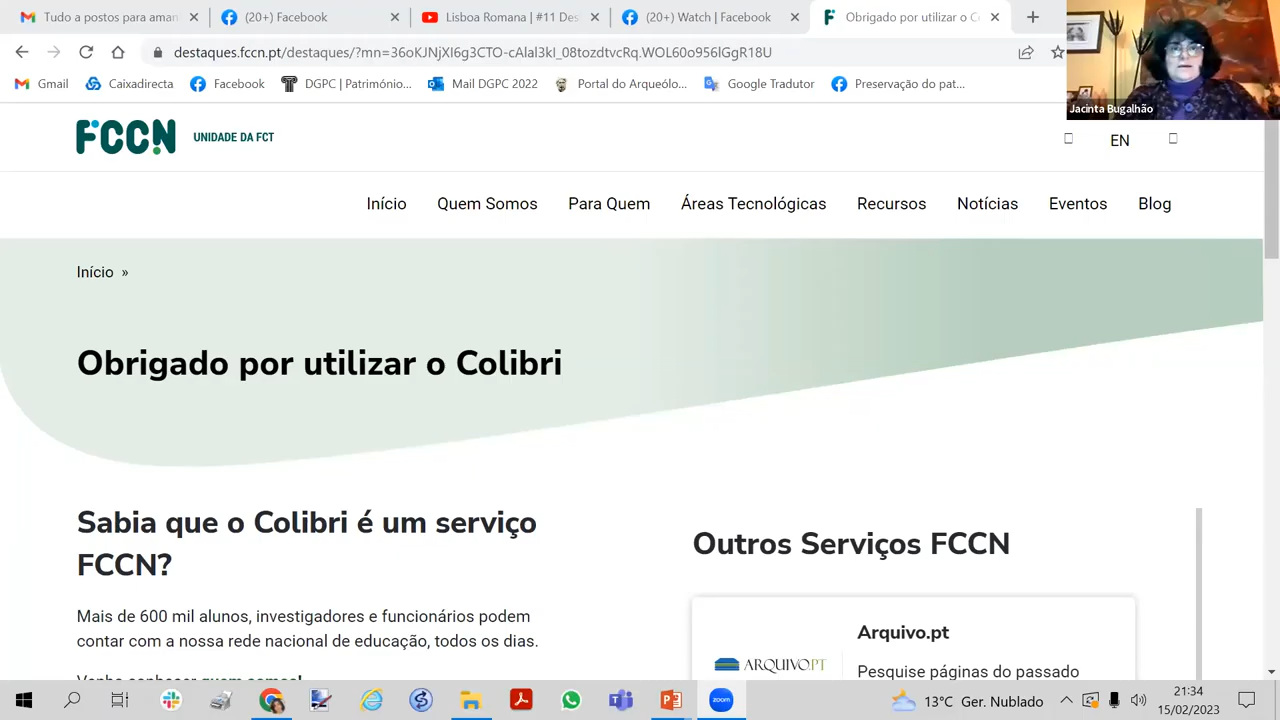 Tudo a postos para aman
(20+) Facebook
Lisboa Romana | #11 Des
(20+) Watch | Facebook
Obrigado por utilizar o C
destaques.fccn.pt/destaques/?
Gmail
Caixadirecta
Facebook
DGPC | Património...
Mail DGPC 2022
Portal do Arqueólo...
Google Tradutor
Preservação do pat...
Jacinta Bugalhão
FCCN
UNIDADE DA FCT
EN
Início
Quem Somos
Para Quem
Áreas Tecnológicas
Recursos
Notícias
Eventos
Blog
Início »
Obrigado por utilizar o Colibri
Sabia que o Colibri é um serviço
FCCN?
Mais de 600 mil alunos, investigadores e funcionários podem
contar com a nossa rede nacional de educação, todos os dias.
Outros Serviços FCCN
Arquivo.pt
ARQUIVO.PT
Pesquise páginas do passado
zoom
13°C Ger. Nublado
21:34
15/02/2023